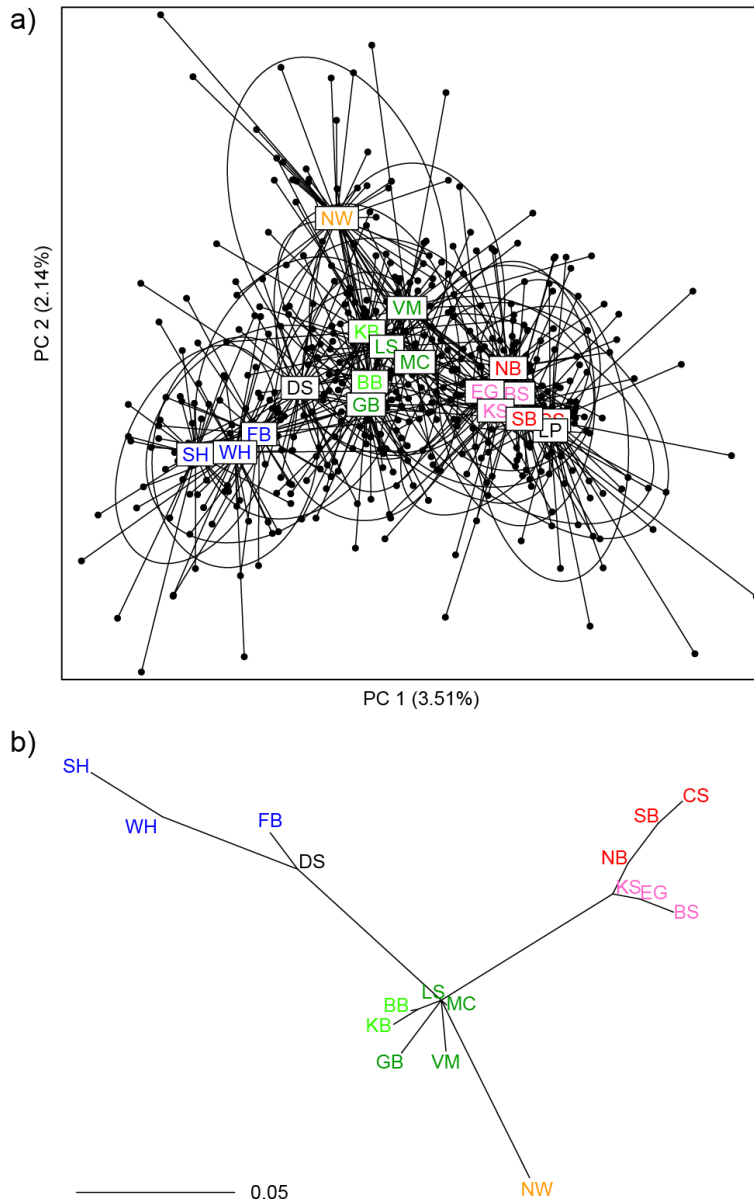 a)
NW
VM
KB
LS
MC
NB
DS
BB
EG
BS
GB
KS
SB
LP
FB
SH
WH
PC 2 (2.14%)
PC 1 (3.51%)
b)
SH
CS
SB
WH
FB
DS
NB
KS
EG
BS
LS
MC
BB
KB
GB
VM
NW
0.05